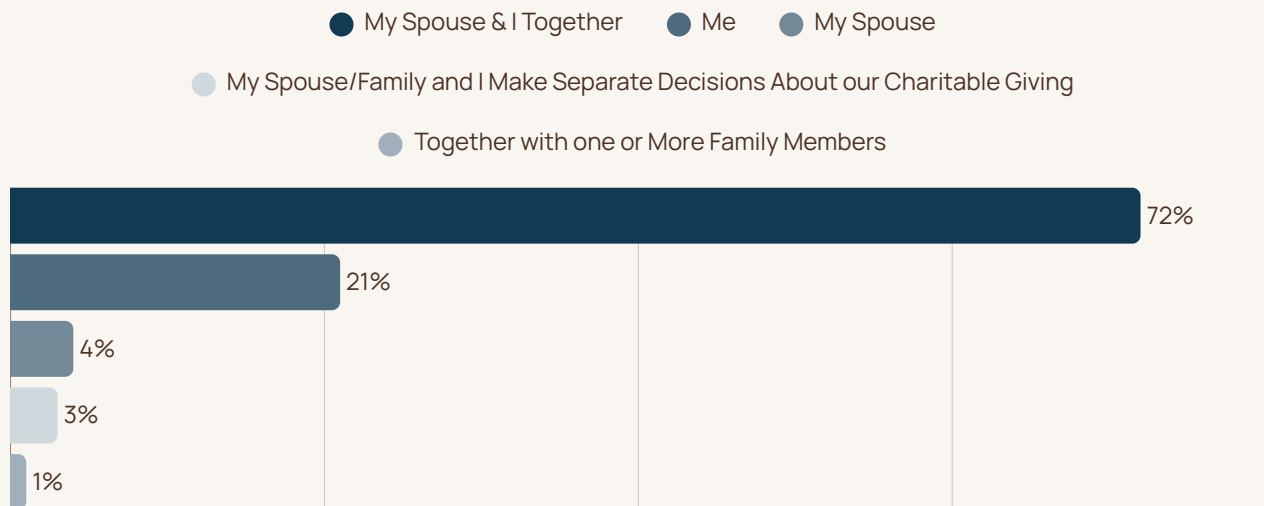 My Spouse & I Together Me My Spouse
My Spouse/Family and I Make Separate Decisions About our Charitable Giving
Together with one or More Family Members
72%
21%
4%
3%
1%